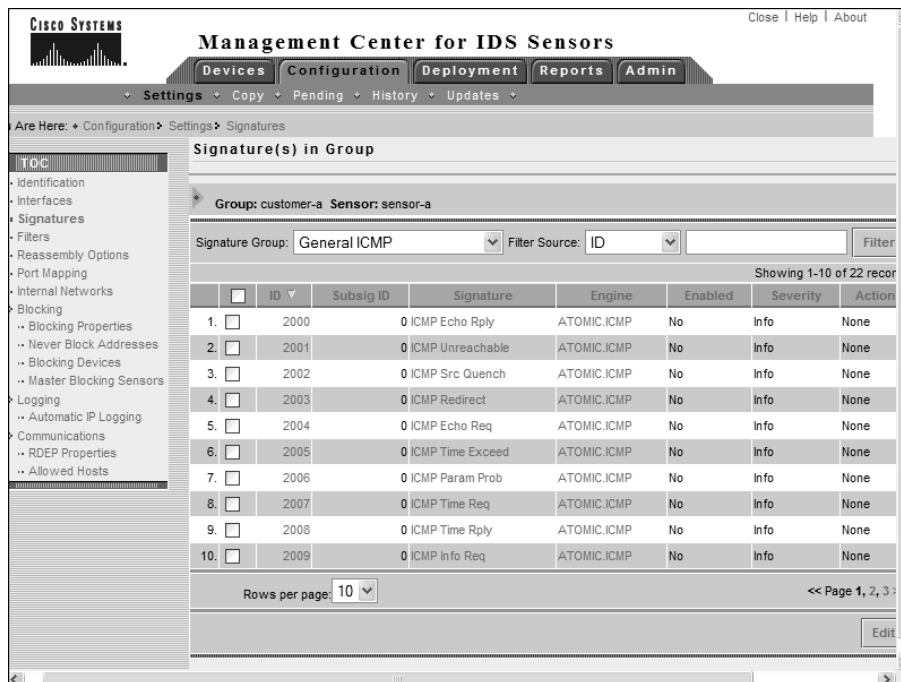 Close | Help | About
CISCO SYSTEMS
Management Center for IDS Sensors
Devices Configuration Deployment Reports Admin
Settings Copy Pending History Updates
Are Here: Configuration Settings Signatures
Signature(s) in Group
TOC
Identification
Interfaces
Signatures
Filters
Reassembly Options
Port Mapping
Internal Networks
Blocking
Blocking Properties
Never Block Addresses
Blocking Devices
Master Blocking Sensors
Logging
Automatic IP Logging
Communications
RDEP Properties
Allowed Hosts
Group: customer-a Sensor: sensor-a
Signature Group: General ICMP Filter Source: ID Filter
Showing 1-10 of 22 recor
ID Subsig ID Signature Engine Enabled Severity Action
1. 2000 0 ICMP Echo Rply ATOMIC.ICMP No Info None
2. 2001 0 ICMP Unreachable ATOMIC.ICMP No Info None
3. 2002 0 ICMP Src Quench ATOMIC.ICMP No Info None
4. 2003 0 ICMP Redirect ATOMIC.ICMP No Info None
5. 2004 0 ICMP Echo Req ATOMIC.ICMP No Info None
6. 2005 0 ICMP Time Exceed ATOMIC.ICMP No Info None
7. 2006 0 ICMP Param Prob ATOMIC.ICMP No Info None
8. 2007 0 ICMP Time Req ATOMIC.ICMP No Info None
9. 2008 0 ICMP Time Rply ATOMIC.ICMP No Info None
10. 2009 0 ICMP Info Req ATOMIC.ICMP No Info None
Rows per page: 10 << Page 1, 2, 3 >
Edit